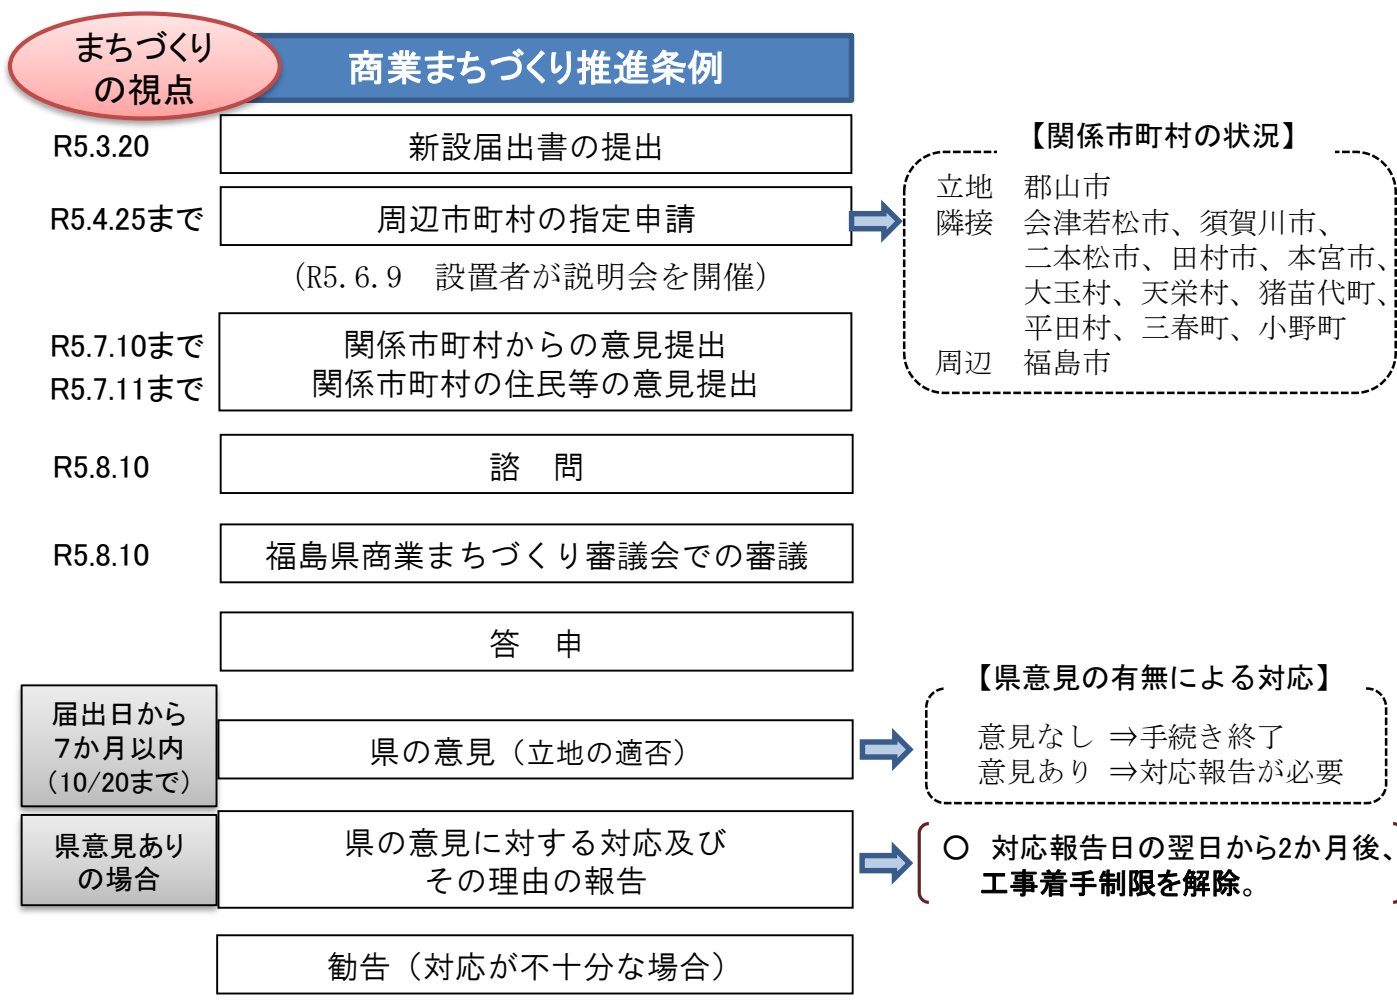 まちづくり
の視点
商業まちづくり推進条例
R5.3.20
新設届出書の提出
R5.4.25まで
周辺市町村の指定申請
(R5.6.9　設置者が説明会を開催)
R5.7.10まで
関係市町村からの意見提出
R5.7.11まで
関係市町村の住民等の意見提出
R5.8.10
諮　問
R5.8.10
福島県商業まちづくり審議会での審議
答　申
届出日から
7か月以内
(10/20まで)
県の意見（立地の適否）
県意見あり
の場合
県の意見に対する対応及び
その理由の報告
勧告（対応が不十分な場合）
【関係市町村の状況】
立地　郡山市
隣接　会津若松市、須賀川市、
二本松市、田村市、本宮市、
大玉村、天栄村、猪苗代町、
平田村、三春町、小野町
周辺　福島市
【県意見の有無による対応】
意見なし ⇒手続き終了
意見あり ⇒対応報告が必要
○　対応報告日の翌日から2か月後、
工事着手制限を解除。